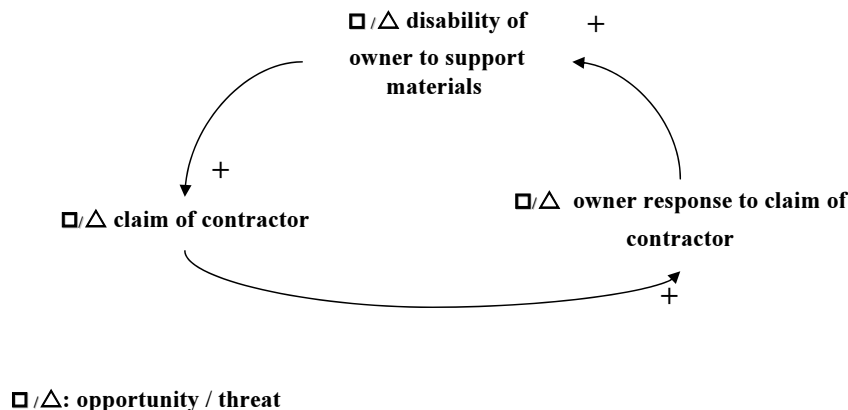 □/△ disability of
owner to support
materials
+
+
□/△ claim of contractor
□/△ owner response to claim of
contractor
+
□/△: opportunity / threat